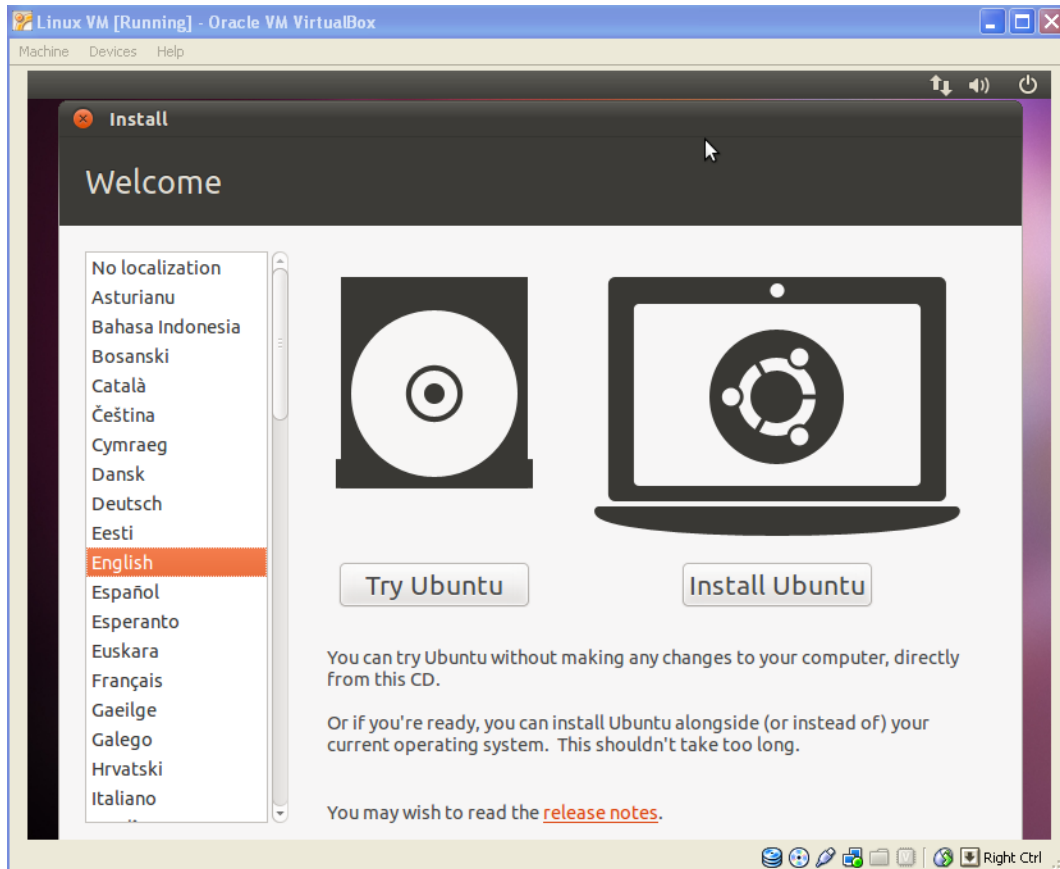 Linux VM [Running] - Oracle VM VirtualBox
Machine Devices Help
Install
Welcome
No localization
Asturianu
Bahasa Indonesia
Bosanski
Català
Čeština
Cymraeg
Dansk
Deutsch
Eesti
English
Español
Esperanto
Euskara
Français
Gaeilge
Galego
Hrvatski
Italiano
Try Ubuntu
Install Ubuntu
You can try Ubuntu without making any changes to your computer, directly
from this CD.
Or if you're ready, you can install Ubuntu alongside (or instead of) your
current operating system.  This shouldn't take too long.
You may wish to read the release notes.
Right Ctrl